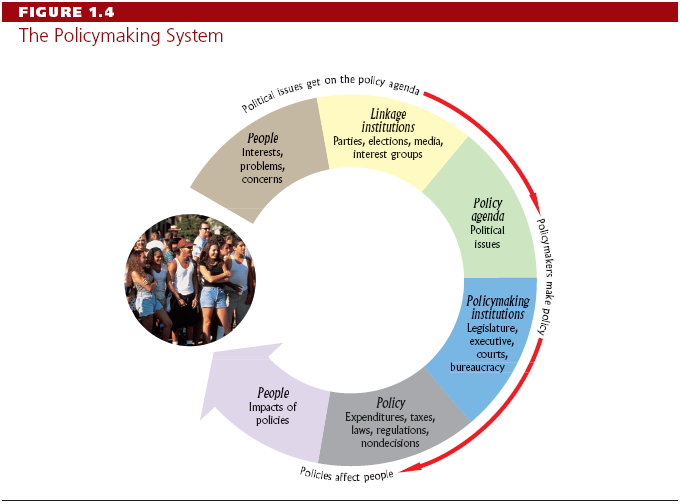 FIGURE 1.4
The Policymaking System
Political issues get on the policy agenda
People
Interests,
problems,
concerns
Linkage
institutions
Parties, elections, media,
interest groups
Policy
agenda
Political
issues
Policymakers make policy
Policymaking
institutions
Legislature,
executive,
courts,
bureaucracy
Policy
Expenditures, taxes,
laws, regulations,
nondecisions
People
Impacts of
policies
Policies affect people